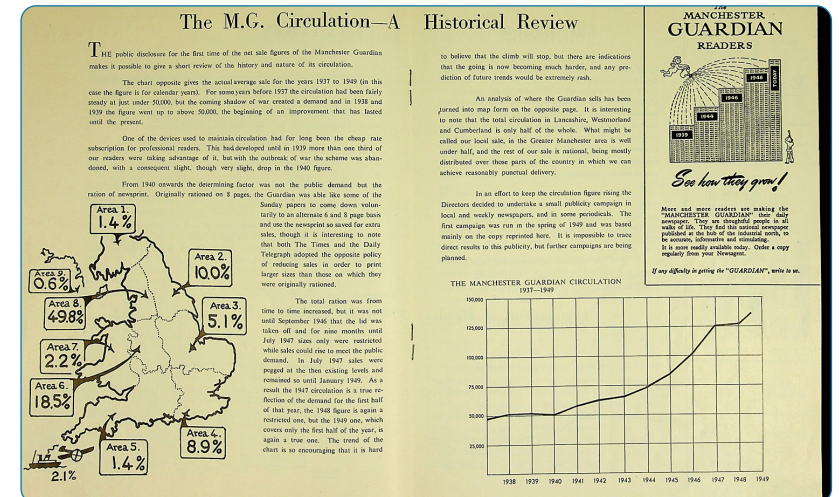 The M.G. Circulation—A Historical Review
THE public disclosure for the first time of the net sale figures of the Manchester Guardian
makes it possible to give a short review of the history and nature of its circulation.
The chart opposite gives the actual average sale for the years 1937 to 1949 (in this
case the figure is for calendar years). For some years before 1937 the circulation had been fairly
steady at just under 50,000, but the coming shadow of war created a demand and in 1938 and
1939 the figure went up to above 50,000, the beginning of an improvement that has lasted
until the present.
One of the devices used to maintain circulation had for long been the cheap rate
subscription for professional readers. This had developed until in 1939 more than one third of
our readers were taking advantage of it, but with the outbreak of war the scheme was aban-
doned, with a consequent slight, though very slight, drop in the 1940 figure.
From 1940 onwards the determining factor was not the public demand but the
ration of newsprint. Originally rationed on 8 pages, the Guardian was able like some of the
Sunday papers to come down volun-
tarily to an alternate 6 and 8 page basis
and use the newsprint so saved for extra
sales, though it is interesting to note
that both The Times and the Daily
Telegraph adopted the opposite policy
of reducing sales in order to print
larger sizes than those on which they
were originally rationed.
The total ration was from
time to time increased, but it was not
until September 1946 that the lid was
taken off and for nine months until
July 1947 sizes only were restricted
while sales could rise to meet the public
demand. In July 1947 sales were
pegged at the then existing levels and
remained so until January 1949. As a
result the 1947 circulation is a true re-
flection of the demand for the first half
of that year, the 1948 figure is again a
restricted one, but the 1949 one, which
covers only the first half of the year, is
again a true one. The trend of the
chart is so encouraging that it is hard
Area 1.
1.4%
Area 2.
10.0%
Area 9.
0.6%
Area 8.
49.8%
Area 3.
5.1%
Area 7.
2.2%
Area 6.
18.5%
Area 4.
8.9%
Area 5.
1.4%
2.1%
to believe that the climb will stop, but there are indications
that the going is now becoming much harder, and any pre-
diction of future trends would be extremely rash.
An analysis of where the Guardian sells has been
turned into map form on the opposite page. It is interesting
to note that the total circulation in Lancashire, Westmorland
and Cumberland is only half of the whole. What might be
called our local sale, in the Greater Manchester area is well
under half, and the rest of our sale is national, being mostly
distributed over those parts of the country in which we can
achieve reasonably punctual delivery.
In an effort to keep the circulation figure rising the
Directors decided to undertake a small publicity campaign in
local and weekly newspapers, and in some periodicals. The
first campaign was run in the spring of 1949 and was based
mainly on the copy reprinted here. It is impossible to trace
direct results to this publicity, but further campaigns are being
planned.
THE MANCHESTER GUARDIAN CIRCULATION
1937—1949
150,000
125,000
100,000
75,000
50,000
25,000
1938 1939 1940 1941 1942 1943 1944 1945 1946 1947 1948 1949
MANCHESTER
GUARDIAN
READERS
1939
1944
1946
1948
TODAY
See how they grow!
More and more readers are making the
"MANCHESTER GUARDIAN" their daily
newspaper. They are thoughtful people in all
walks of life. They find this national newspaper
published at the hub of the industrial north, to
be accurate, informative and stimulating.
It is more readily available today. Order a copy
regularly from your Newsagent.
If any difficulty in getting the "GUARDIAN", write to us.